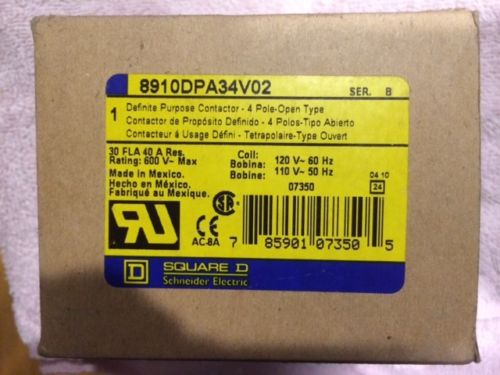 8910DPA34V02
SER. B
1
Definite Purpose Contactor - 4 Pole-Open Type
Contactor de Propósito Definido - 4 Polos-Tipo Abierto
Contacteur á Usage Défini - Tetrapolaire-Type Ouvert
30 FLA 40 A Res.
Rating: 600 V~ Max
Coil:
Bobina: 120 V~ 60 Hz
Bobine: 110 V~ 50 Hz
Made in Mexico.
Hecho en México.
Fabriqué au Mexique.
07350
04 10
24
CE
AC-8A
7 85901 07350 5
SQUARE D
Schneider Electric